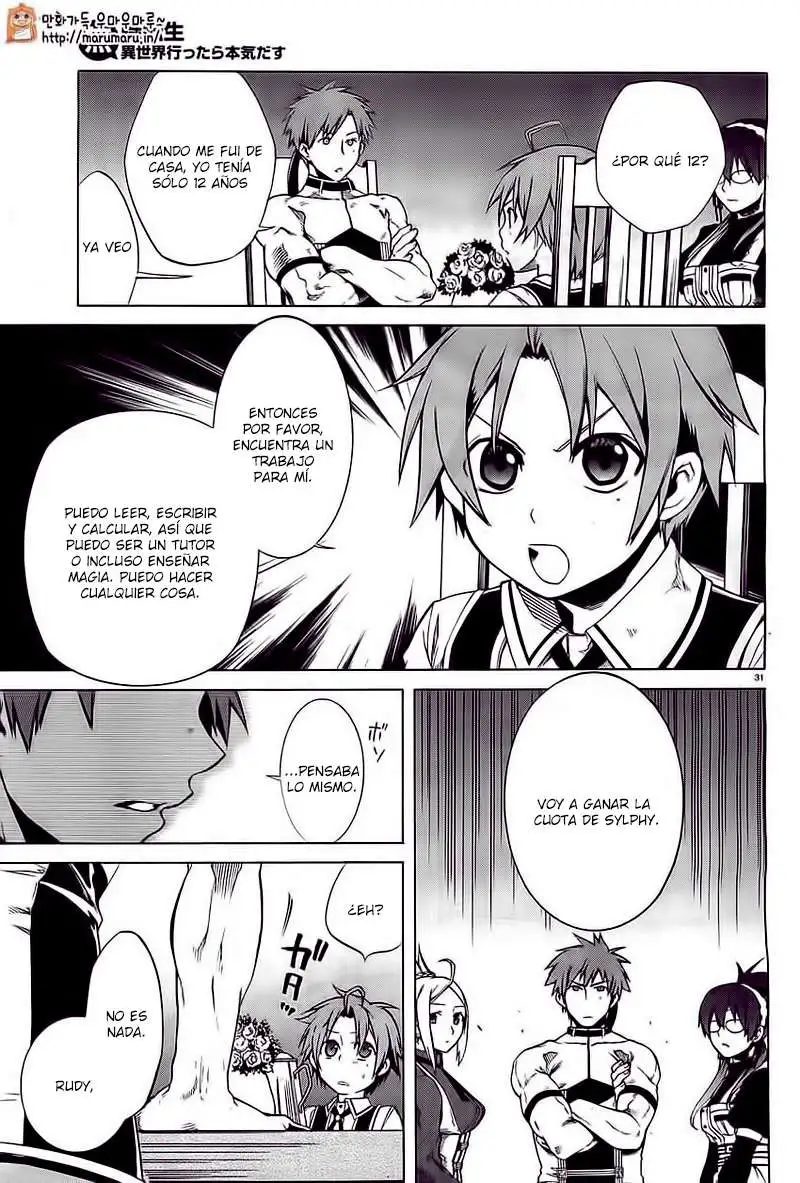 만화가득 운마운마루~
http://marumaru.in/
生
異世界行ったら本気だす
¿POR QUÉ 12?
CUANDO ME FUI DE
CASA, YO TENÍA
SÓLO 12 AÑOS
YA VEO
ENTONCES
POR FAVOR,
ENCUENTRA UN
TRABAJO
PARA MÍ.
PUEDO LEER, ESCRIBIR
Y CALCULAR, ASÍ QUE
PUEDO SER UN TUTOR
O INCLUSO ENSEÑAR
MAGIA. PUEDO HACER
CUALQUIER COSA.
31
VOY A GANAR LA
CUOTA DE SYLPHY.
ボソ
...PENSABA
LO MISMO.
¿EH?
ガタッ
NO ES
NADA.
RUDY,